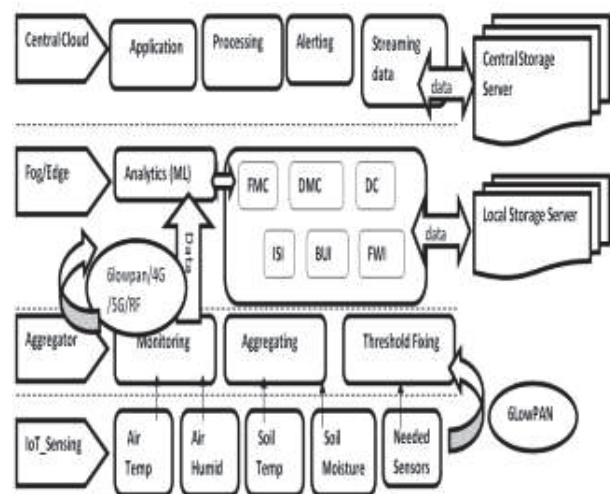 Central Cloud
Application
Processing
Alerting
Streaming
data
data
Central Storage
Server
Fog/Edge
Analytics (ML)
FMC
DMC
DC
ISI
BUI
FWI
data
Local Storage Server
Data
6lowpan/4G
/5G/RF
Aggregator
Monitoring
Aggregating
Threshold Fixing
6LowPAN
IoT_Sensing
Air
Temp
Air
Humid
Soil
Temp
Soil
Moisture
Needed
Sensors